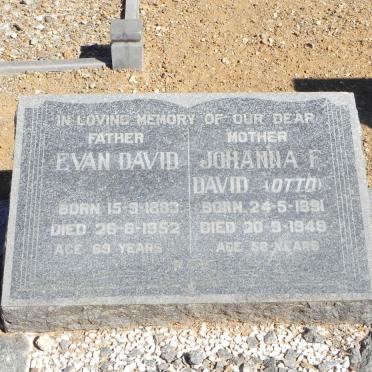 IN LOVING MEMORY OF OUR DEAR
FATHER
EVAN DAVID
BORN 15-9-1883
DIED 26-6-1952
AGE 69 YEARS
MOTHER
JOHANNA F.
DAVID (OTTO)
BORN 24-5-1891
DIED 20-9-1949
AGE 58 YEARS